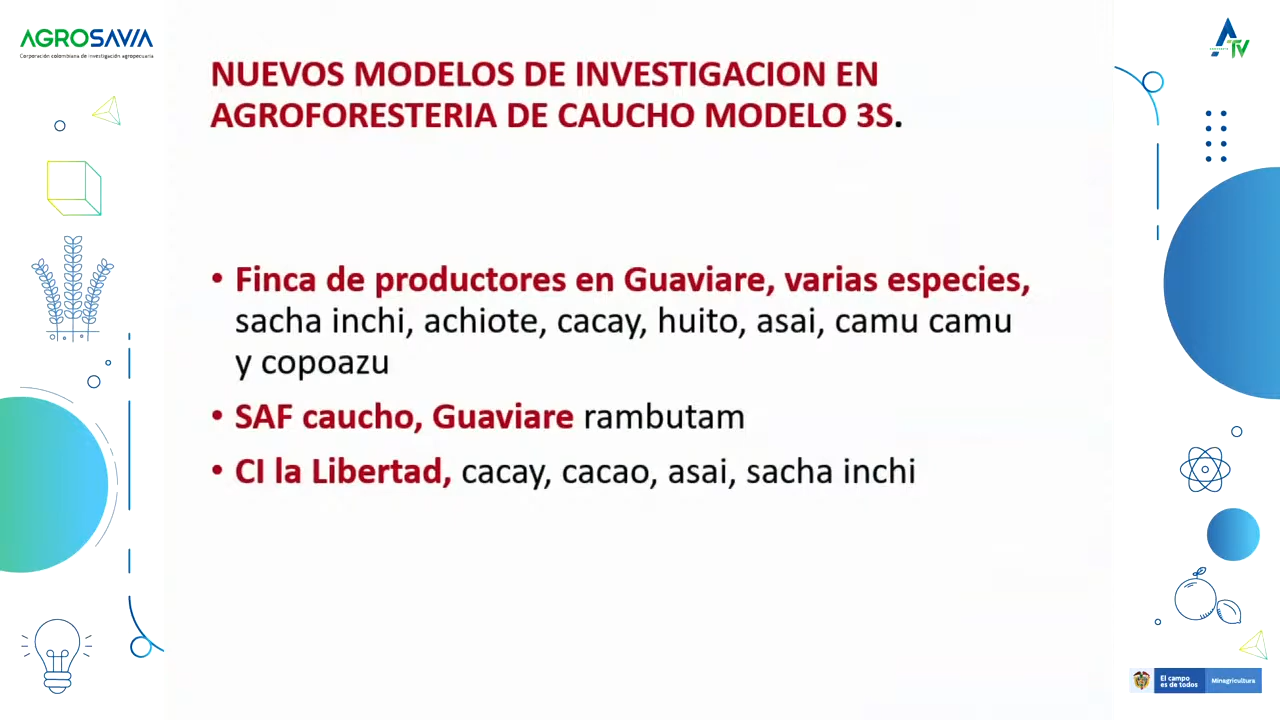 AGROSAVIA
Corporación colombiana de investigación agropecuaria
TV
NUEVOS MODELOS DE INVESTIGACION EN
AGROFORESTERIA DE CAUCHO MODELO 3S.
• Finca de productores en Guaviare, varias especies,
sacha inchi, achiote, cacay, huito, asai, camu camu
y copoazu
• SAF caucho, Guaviare rambutam
• CI la Libertad, cacay, cacao, asai, sacha inchi
El campo
es de todos
Minagricultura